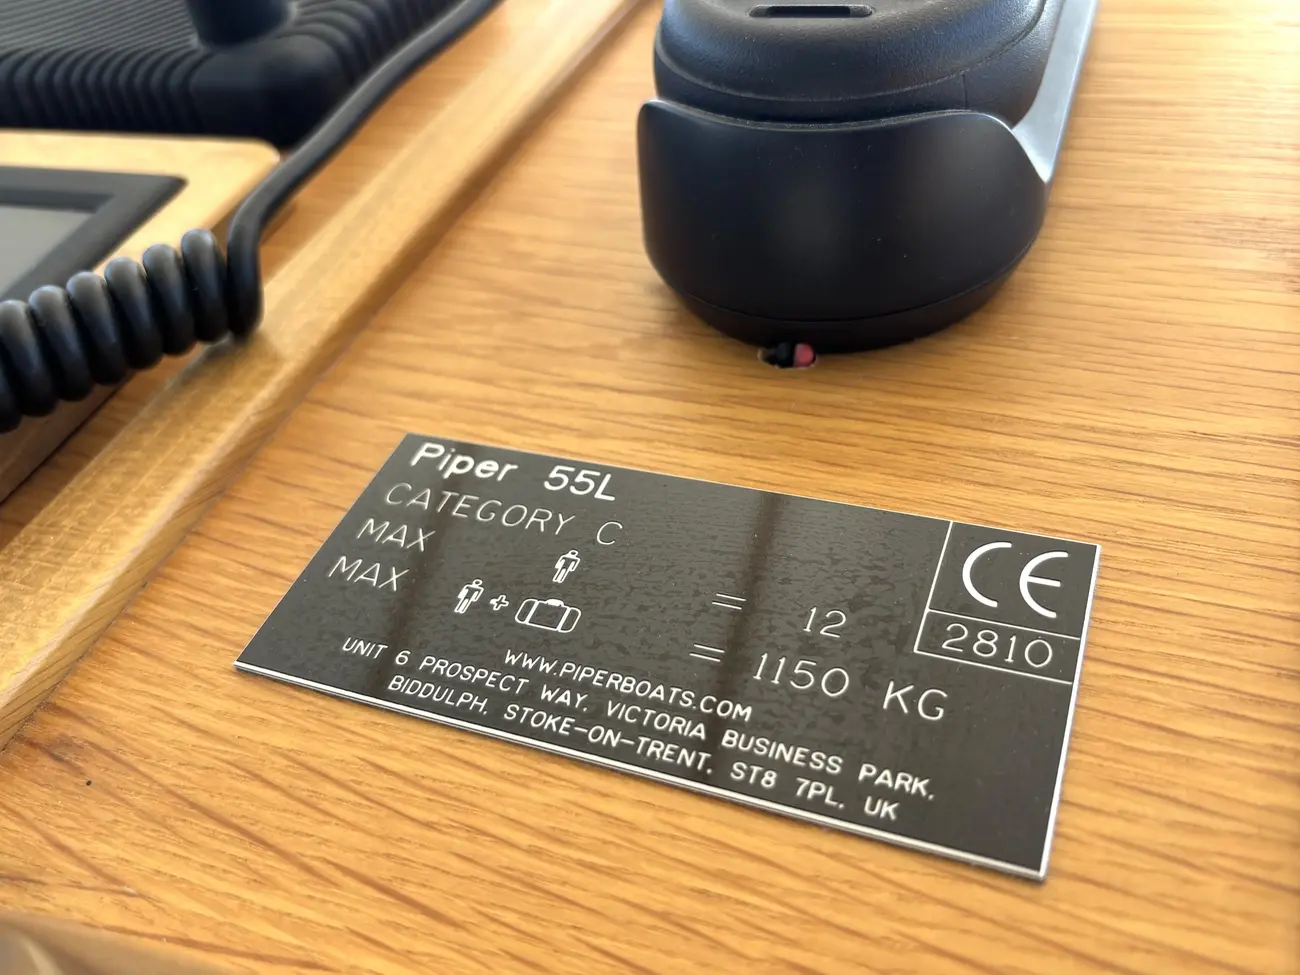 Piper 55L
CATEGORY C
MAX = 12
MAX + = 1150 KG
CE
2810
WWW.PIPERBOATS.COM
UNIT 6 PROSPECT WAY, VICTORIA BUSINESS PARK,
BIDDULPH, STOKE-ON-TRENT, ST8 7PL, UK